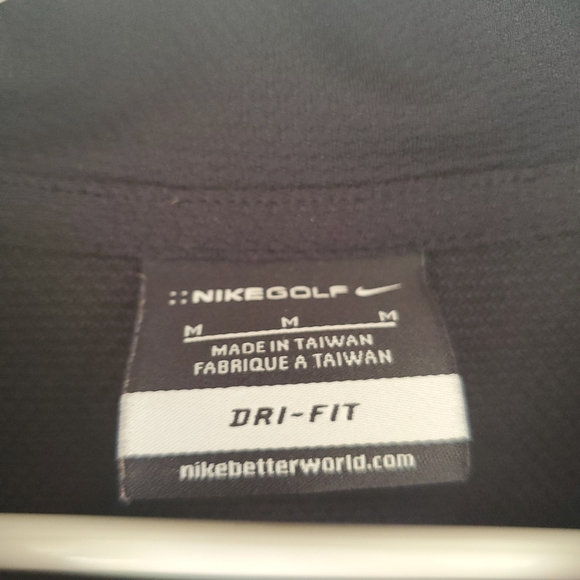 ::NIKEGOLF
M M M
MADE IN TAIWAN
FABRIQUE A TAIWAN
DRI-FIT
nikebetterworld.com